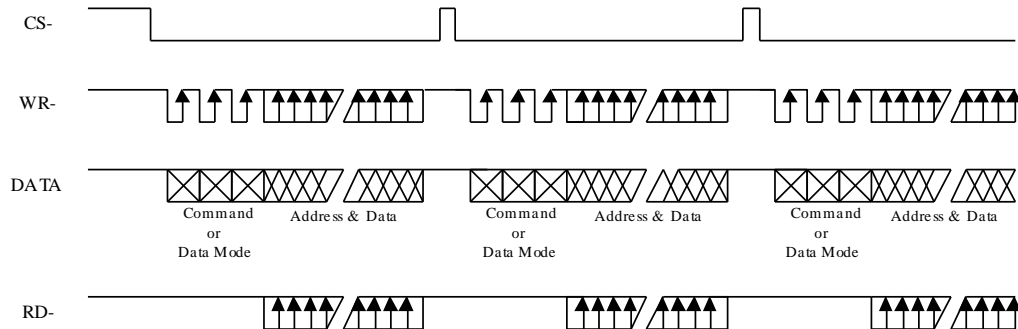 CS-
WR-
DATA
Command
or
Data Mode
Address & Data
Command
or
Data Mode
Address & Data
Command
or
Data Mode
Address & Data
RD-